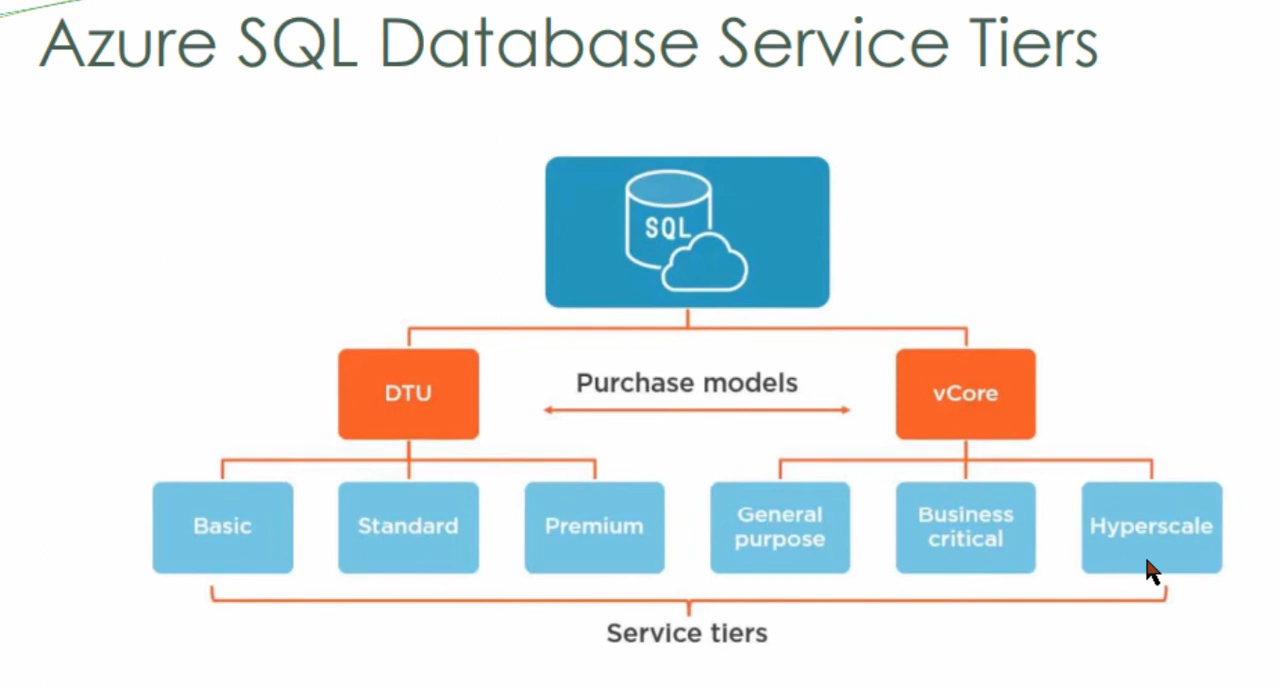 Azure SQL Database Service Tiers
SQL
DTU
Purchase models
vCore
Basic
Standard
Premium
General
purpose
Business
critical
Hyperscale
Service tiers